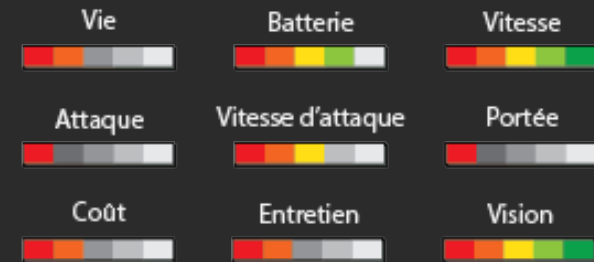 Vie
Batterie
Vitesse
Attaque
Vitesse d'attaque
Portée
Coût
Entretien
Vision